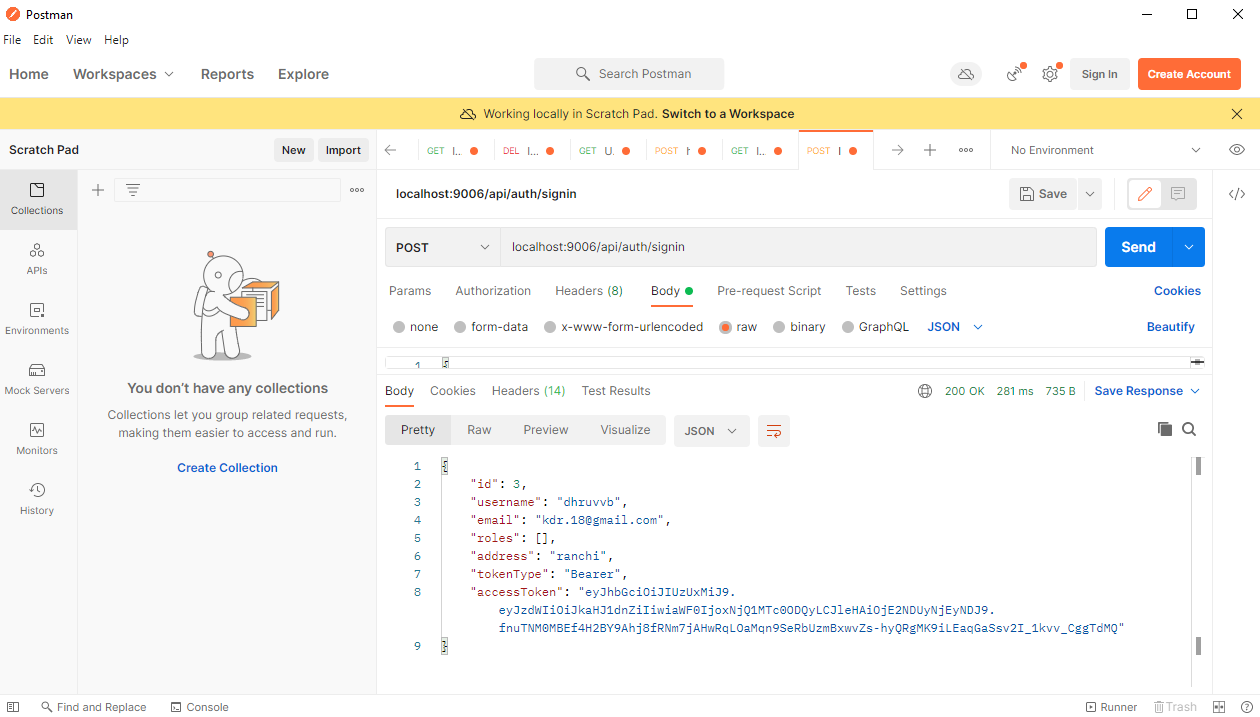 Postman
File Edit View Help
Home Workspaces Reports Explore Search Postman Sign In Create Account
Working locally in Scratch Pad. Switch to a Workspace
Scratch Pad New Import GET I.. DEL I... GET U. POST GET I... POST No Environment
Collections
APIs
Environments
Mock Servers
Monitors
History
You don't have any collections
Collections let you group related requests,
making them easier to access and run.
Create Collection
localhost:9006/api/auth/signin Save
POST localhost:9006/api/auth/signin Send
Params Authorization Headers (8) Body Pre-request Script Tests Settings Cookies
none form-data x-www-form-urlencoded raw binary GraphQL JSON Beautify
1 {
Body Cookies Headers (14) Test Results 200 OK 281 ms 735 B Save Response
Pretty Raw Preview Visualize JSON
1 {
2 "id": 3,
3 "username": "dhruvvb",
4 "email": "kdr.18@gmail.com",
5 "roles": [],
6 "address": "ranchi",
7 "tokenType": "Bearer",
8 "accessToken": "eyJhbGciOiJIUzUxMiJ9.
eyJzdWIiOiJkaHJ1dnZiIiwiaWF0IjoxNjQ1MTc0ODQyLCJleHAiOjE2NDUyNjEyNDJ9.
fnuTNM0MBEf4H2BY9Ahj8fRNm7jAHwRqLOaMqn9SeRbUzmBxwvZs-hyQRgMK9iLEaqGaSsv2I_1kvv_CggTdMQ"
9 }
Find and Replace Console Runner Trash